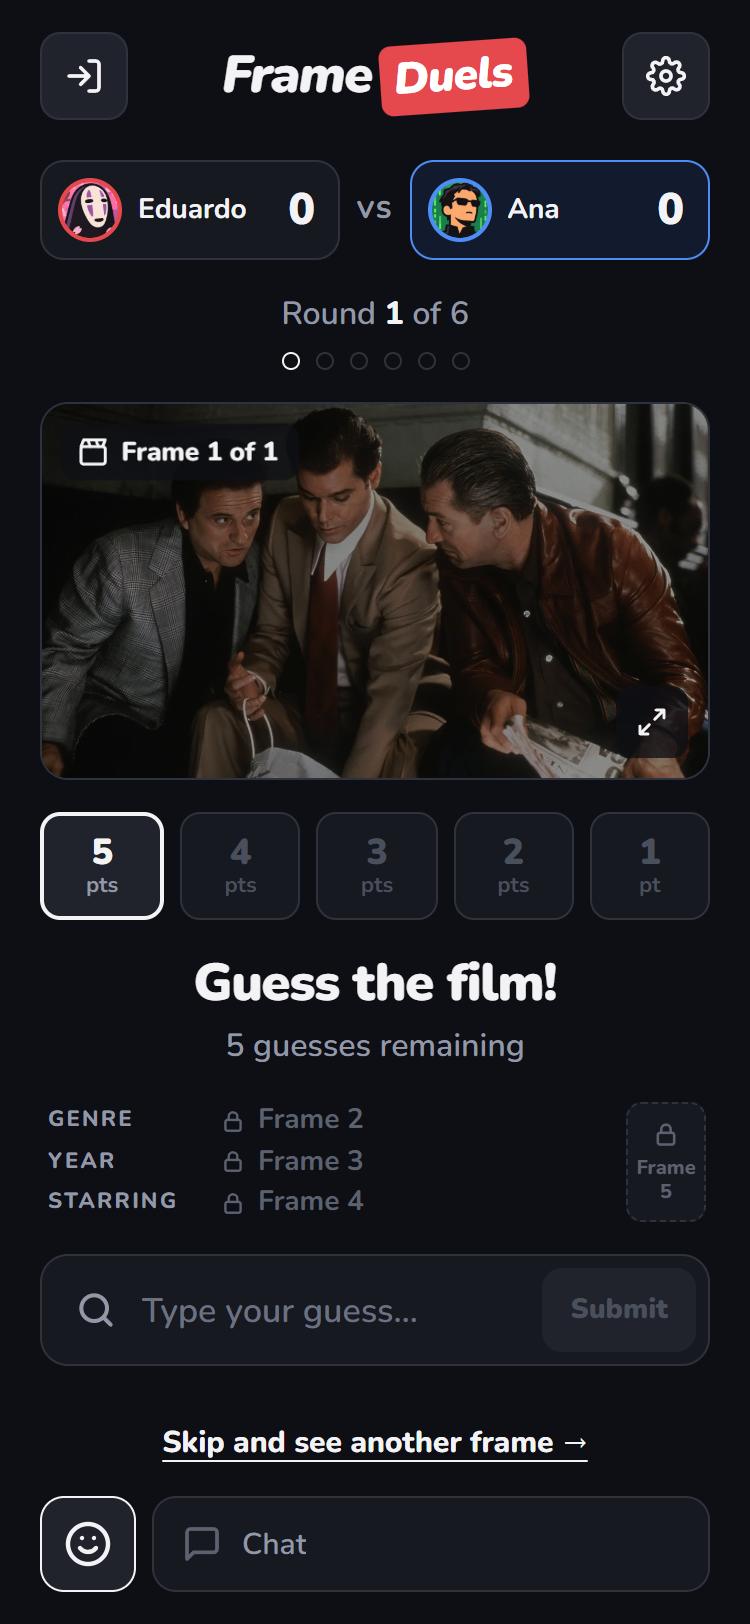 Frame Duels
Eduardo 0 VS Ana 0
Round 1 of 6
Frame 1 of 1
5 pts
4 pts
3 pts
2 pts
1 pt
Guess the film!
5 guesses remaining
GENRE Frame 2
YEAR Frame 3
STARRING Frame 4
Frame
5
Type your guess...
Submit
Skip and see another frame →
Chat